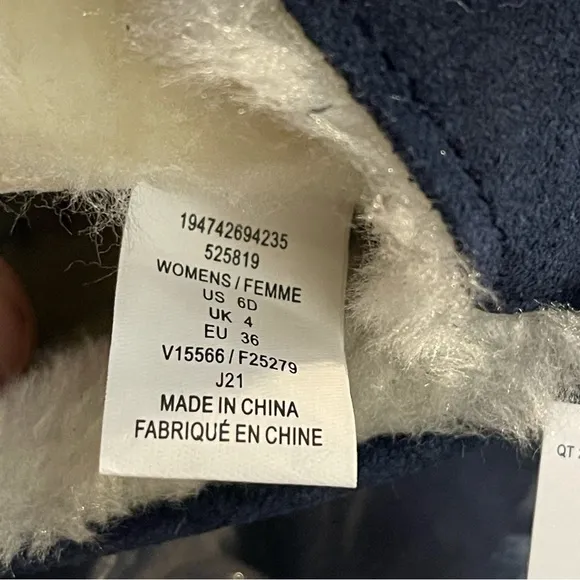 194742694235
525819
WOMENS / FEMME
US 6D
UK 4
EU 36
V15566 / F25279
J21
MADE IN CHINA
FABRIQUÉ EN CHINE
QT